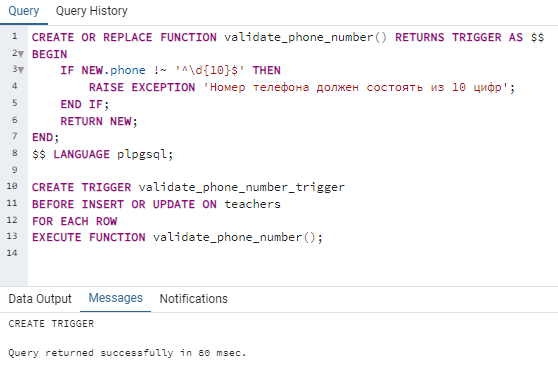 Query Query History
1 CREATE OR REPLACE FUNCTION validate_phone_number() RETURNS TRIGGER AS $$
2 BEGIN
3 IF NEW.phone !~ '^\d{10}$' THEN
4 RAISE EXCEPTION 'Номер телефона должен состоять из 10 цифр';
5 END IF;
6 RETURN NEW;
7 END;
8 $$ LANGUAGE plpgsql;
9
10 CREATE TRIGGER validate_phone_number_trigger
11 BEFORE INSERT OR UPDATE ON teachers
12 FOR EACH ROW
13 EXECUTE FUNCTION validate_phone_number();
14
Data Output Messages Notifications
CREATE TRIGGER
Query returned successfully in 80 msec.